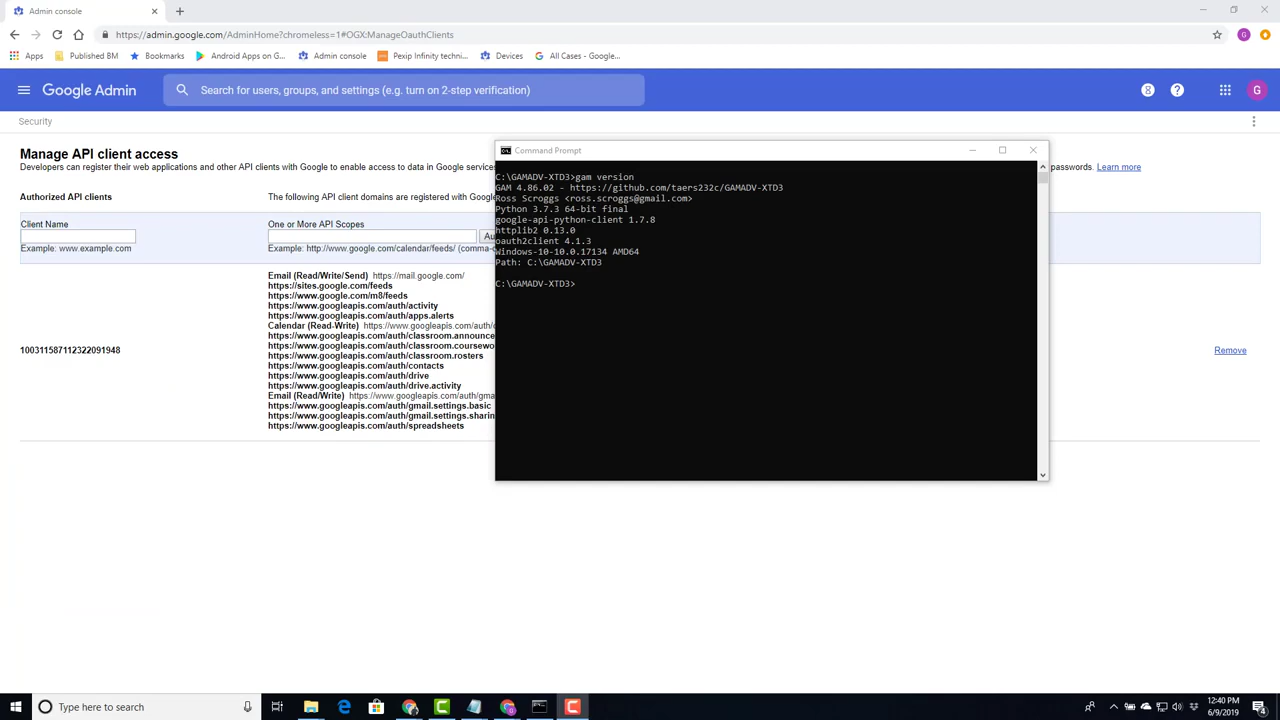 Admin console
https://admin.google.com/AdminHome?chromeless=1#OGX:ManageOauthClients
G
Apps Published BM Bookmarks Android Apps on G... Admin console Pexip Infinity techni... Devices All Cases - Google...
Google Admin
Search for users, groups, and settings (e.g. turn on 2-step verification)
G
Security
Manage API client access
Developers can register their web applications and other API clients with Google to enable access to data in Google service
passwords. Learn more
Authorized API clients
The following API client domains are registered with Goog
Client Name
One or More API Scopes
Au
Example: www.example.com
Example: http://www.google.com/calendar/feeds/ (comma-d
100311587112322091948
Email (Read/Write/Send) https://mail.google.com/
https://sites.google.com/feeds
https://www.google.com/m8/feeds
https://www.googleapis.com/auth/activity
https://www.googleapis.com/auth/apps.alerts
Calendar (Read-Write) https://www.googleapis.com/auth/c
https://www.googleapis.com/auth/classroom.announce
https://www.googleapis.com/auth/classroom.coursewo
https://www.googleapis.com/auth/classroom.rosters
https://www.googleapis.com/auth/contacts
https://www.googleapis.com/auth/drive
https://www.googleapis.com/auth/drive.activity
Email (Read/Write) https://www.googleapis.com/auth/gma
https://www.googleapis.com/auth/gmail.settings.basic
https://www.googleapis.com/auth/gmail.settings.sharin
https://www.googleapis.com/auth/spreadsheets
Remove
Command Prompt
C:\GAMADV-XTD3>gam version
GAM 4.86.02 - https://github.com/taers232c/GAMADV-XTD3
Ross Scroggs <ross.scroggs@gmail.com>
Python 3.7.3 64-bit final
google-api-python-client 1.7.8
httplib2 0.13.0
oauth2client 4.1.3
Windows-10-10.0.17134 AMD64
Path: C:\GAMADV-XTD3
C:\GAMADV-XTD3>
Type here to search
12:40 PM
6/9/2019
4